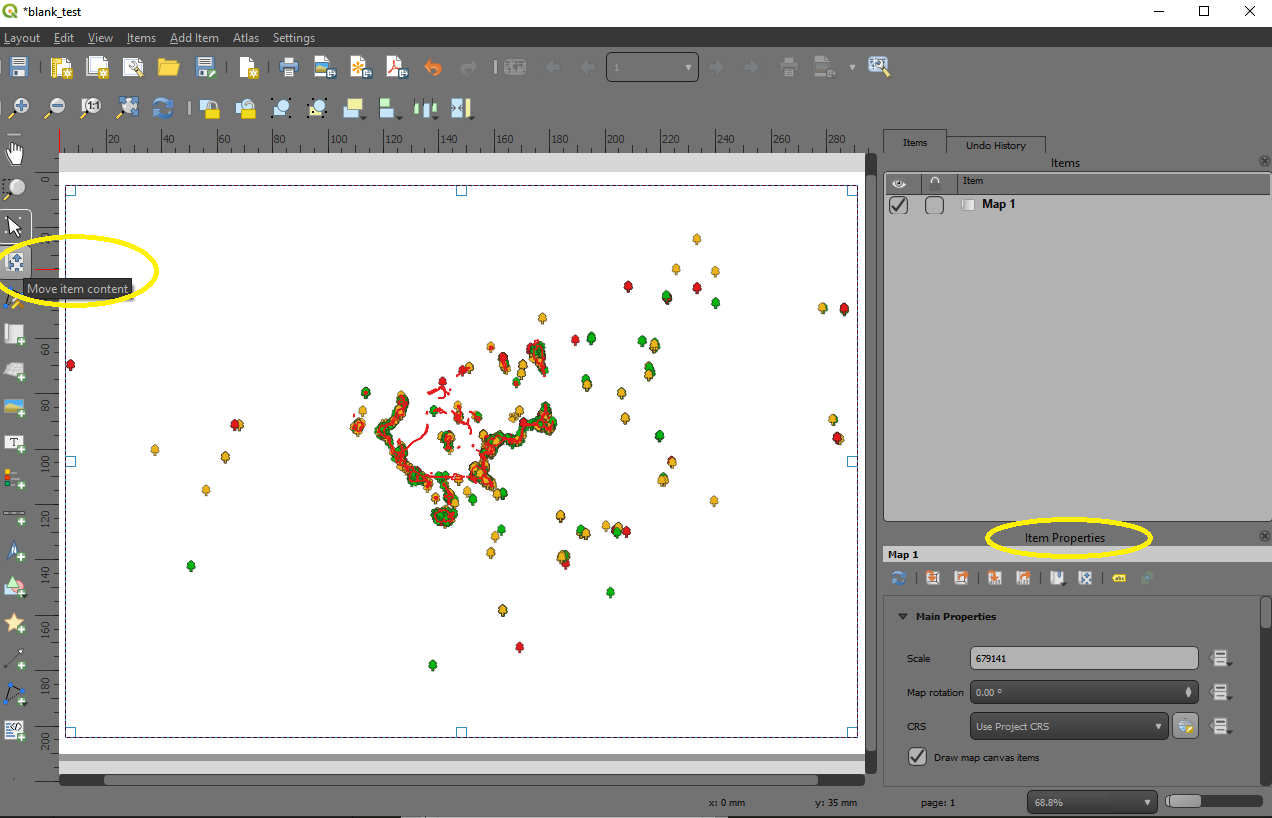 *blank_test
Layout Edit View Items Add Item Atlas Settings
1
1:1
20 40 60 80 100 120 140 160 180 200 220 240 260 280
Items Undo History
Items
Item
Map 1
0
Move item content
60
80
100
120
140
160
180
200
T
Item Properties
Map 1
abc
Main Properties
Scale 679141
Map rotation 0.00 °
CRS Use Project CRS
Draw map canvas items
x: 0 mm y: 35 mm page: 1 68.8%